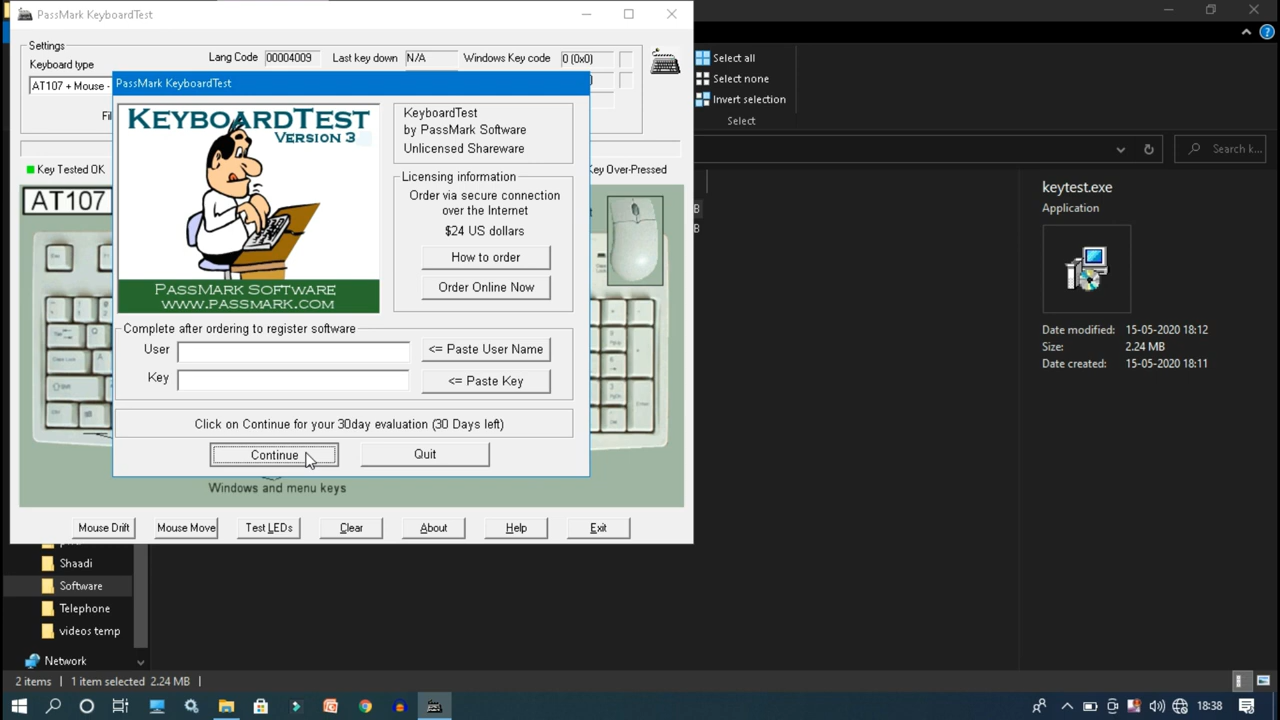 PassMark KeyboardTest
Settings
Keyboard type
AT107 + Mouse -
Lang Code 00004009 Last key down N/A Windows Key code 0 (0x0)
Key Tested OK
Key Over-Pressed
AT107
PassMark KeyboardTest
KEYBOARDTEST
VERSION 3
PASSMARK SOFTWARE
WWW.PASSMARK.COM
KeyboardTest
by PassMark Software
Unlicensed Shareware
Licensing information
Order via secure connection
over the Internet
$24 US dollars
How to order
Order Online Now
Complete after ordering to register software
User <= Paste User Name
Key <= Paste Key
Click on Continue for your 30day evaluation (30 Days left)
Continue Quit
Windows and menu keys
Mouse Drift Mouse Move Test LEDs Clear About Help Exit
Select all
Select none
Invert selection
Select
Search k...
keytest.exe
Application
Date modified: 15-05-2020 18:12
Size: 2.24 MB
Date created: 15-05-2020 18:11
Shaadi
Software
Telephone
videos temp
Network
2 items 1 item selected 2.24 MB
18:38